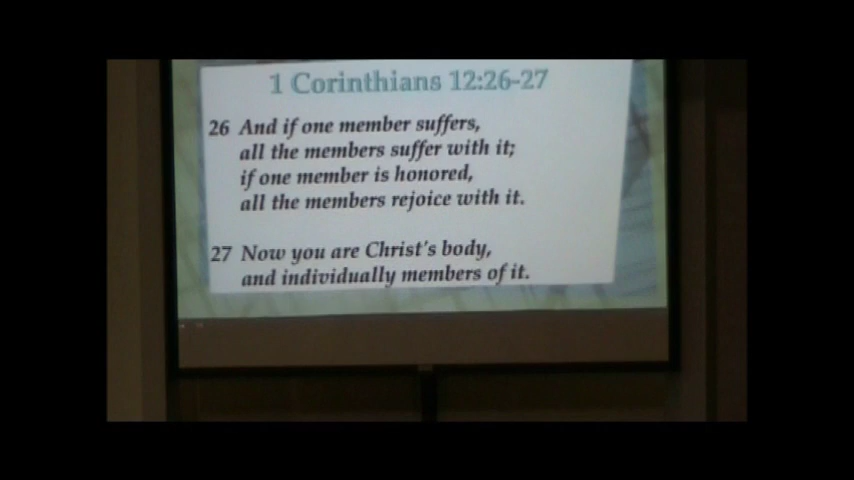 1 Corinthians 12:26-27
26 And if one member suffers,
all the members suffer with it;
if one member is honored,
all the members rejoice with it.
27 Now you are Christ's body,
and individually members of it.